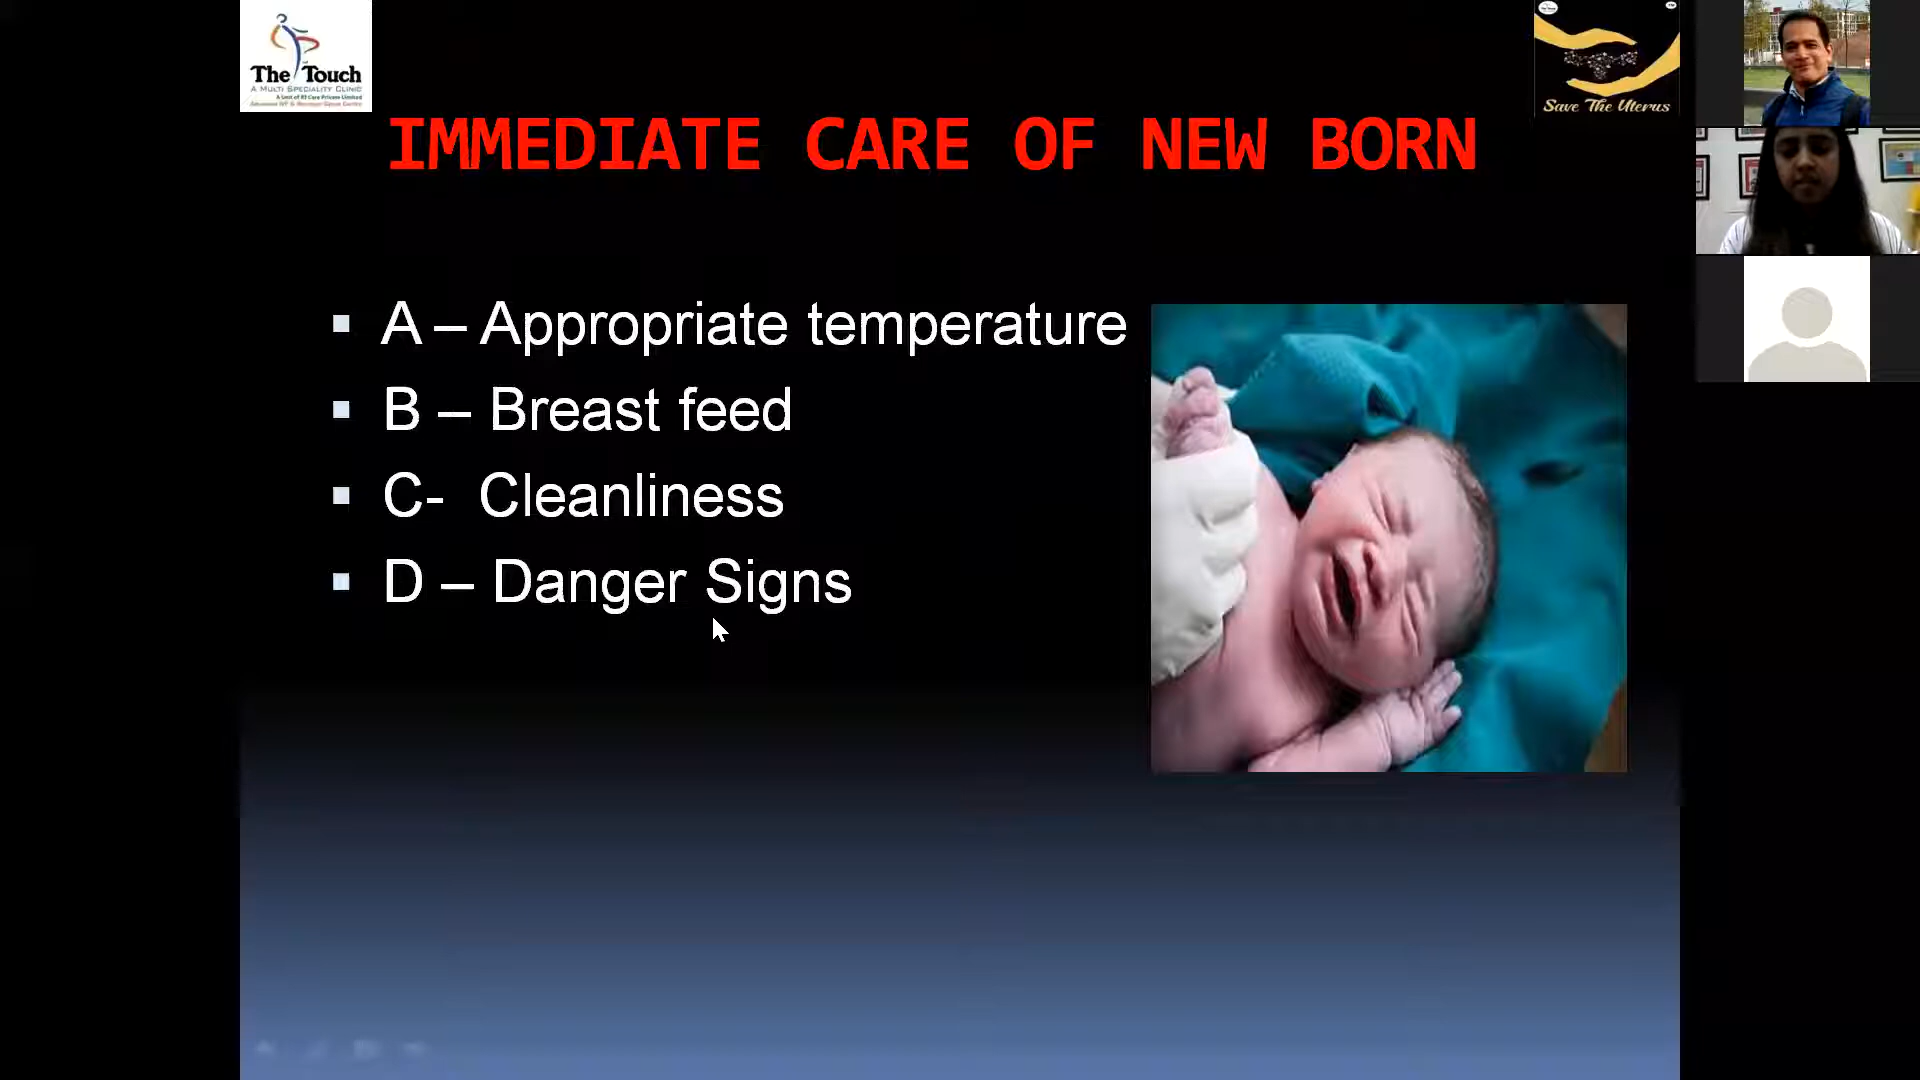 The Touch
A MULTI SPECIALITY CLINIC
Save The Uterus
IMMEDIATE CARE OF NEW BORN
A – Appropriate temperature
B – Breast feed
C- Cleanliness
D – Danger Signs